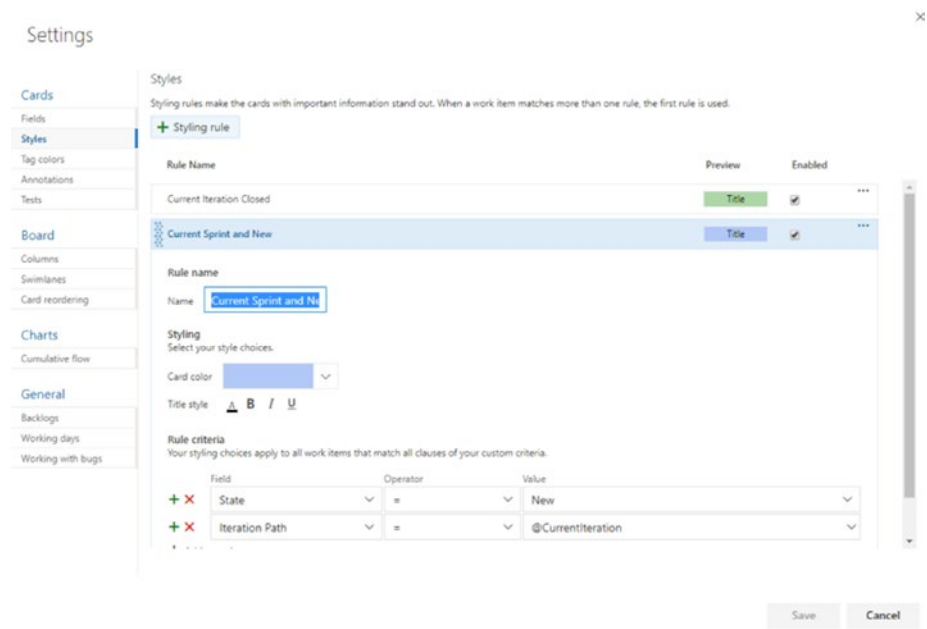 Settings
Cards
Fields
Styles
Tag colors
Annotations
Tests
Board
Columns
Swimlanes
Card reordering
Charts
Cumulative flow
General
Backlogs
Working days
Working with bugs
Styles
Styling rules make the cards with important information stand out. When a work item matches more than one rule, the first rule is used.
+ Styling rule
Rule Name Preview Enabled
Current Iteration Closed Title ...
Current Sprint and New Title ...
Rule name
Name Current Sprint and Ne
Styling
Select your style choices.
Card color
Title style A B I U
Rule criteria
Your styling choices apply to all work items that match all clauses of your custom criteria.
Field Operator Value
State = New
Iteration Path = @CurrentIteration
Save Cancel